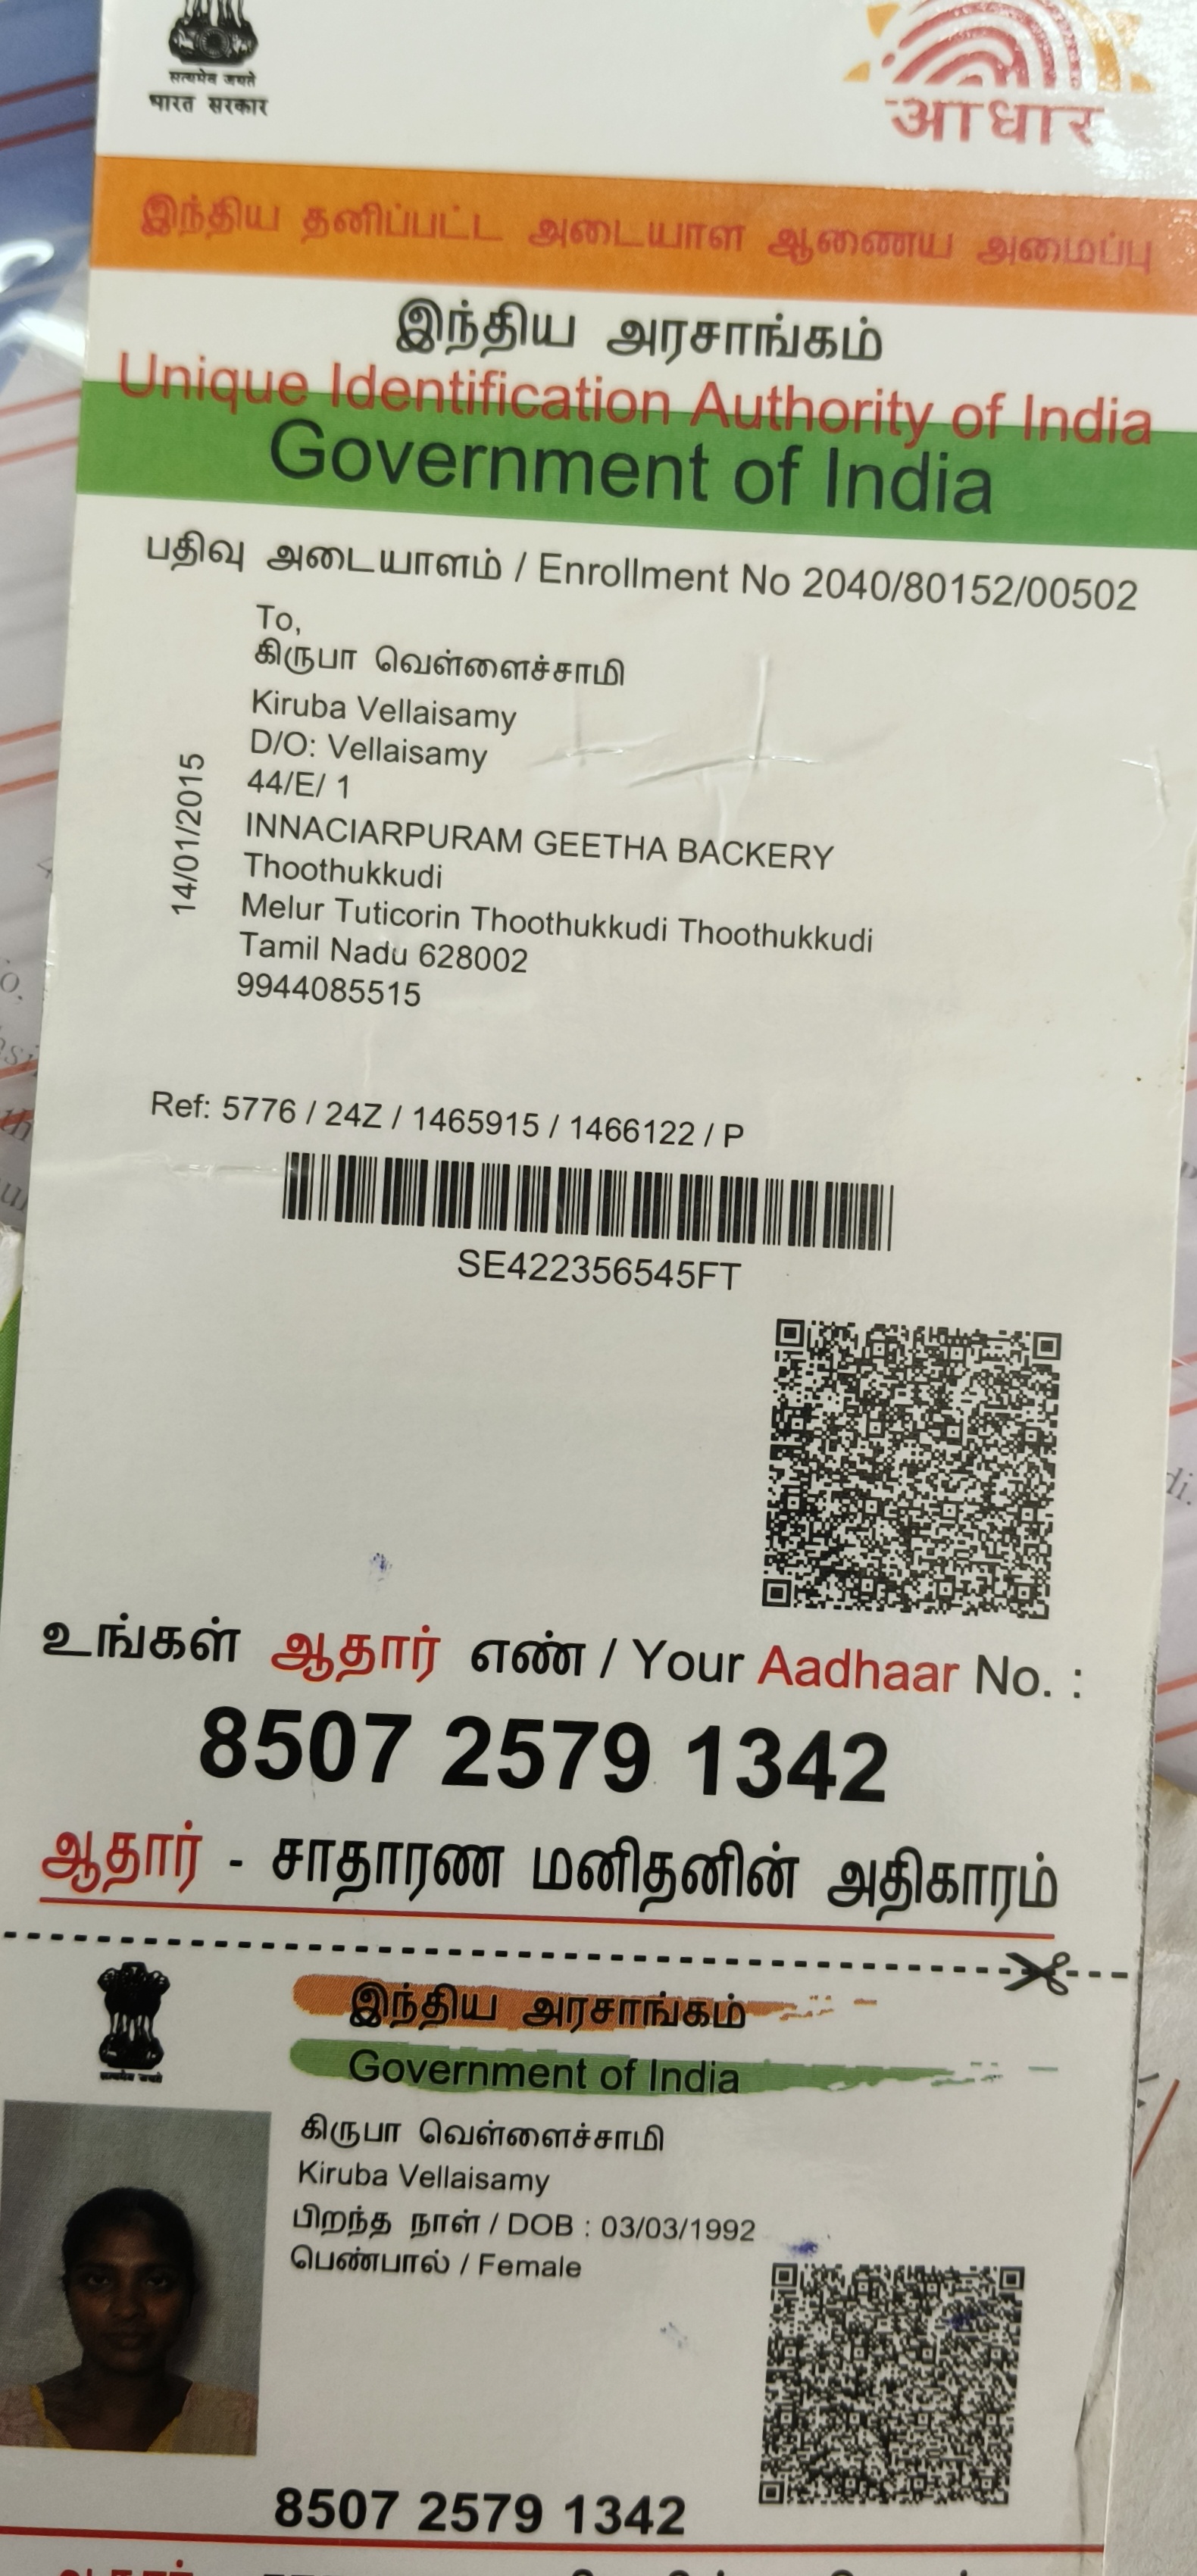 सत्यमेव जयते
भारत सरकार
आधार
இந்திய தனிப்பட்ட அடையாள ஆணைய அமைப்பு
இந்திய அரசாங்கம்
Unique Identification Authority of India
Government of India
பதிவு அடையாளம் / Enrollment No 2040/80152/00502
To,
கிருபா வெள்ளைச்சாமி
Kiruba Vellaisamy
D/O: Vellaisamy
44/E/ 1
INNACIARPURAM GEETHA BACKERY
Thoothukkudi
Melur Tuticorin Thoothukkudi Thoothukkudi
Tamil Nadu 628002
9944085515
14/01/2015
Ref: 5776 / 24Z / 1465915 / 1466122 / P
SE422356545FT
உங்கள் ஆதார் எண் / Your Aadhaar No. :
8507 2579 1342
ஆதார் - சாதாரண மனிதனின் அதிகாரம்
இந்திய அரசாங்கம்
Government of India
सत्यमेव जयते
கிருபா வெள்ளைச்சாமி
Kiruba Vellaisamy
பிறந்த நாள் / DOB : 03/03/1992
பெண்பால் / Female
8507 2579 1342